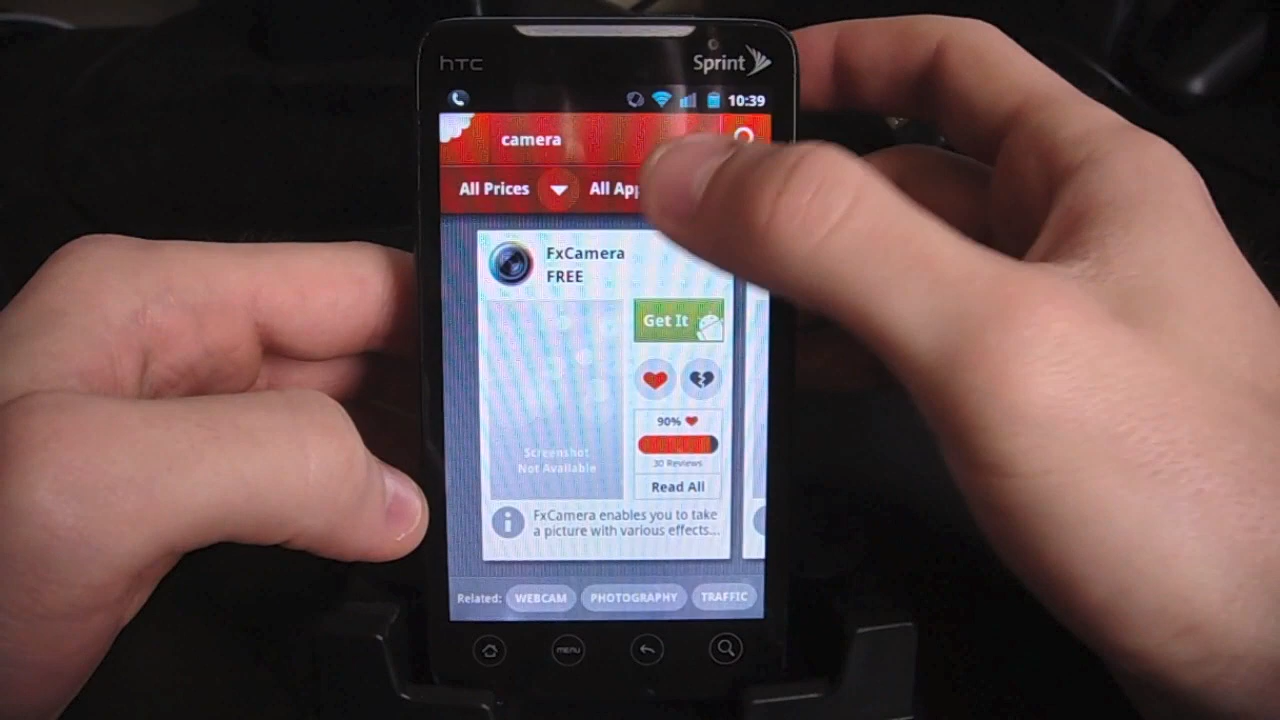 hTC
Sprint
10:39
camera
All Prices
All App
FxCamera
FREE
Get It
90%
30 Reviews
Read All
Screenshot
Not Available
i
FxCamera enables you to take
a picture with various effects...
Related: WEBCAM PHOTOGRAPHY TRAFFIC
menu